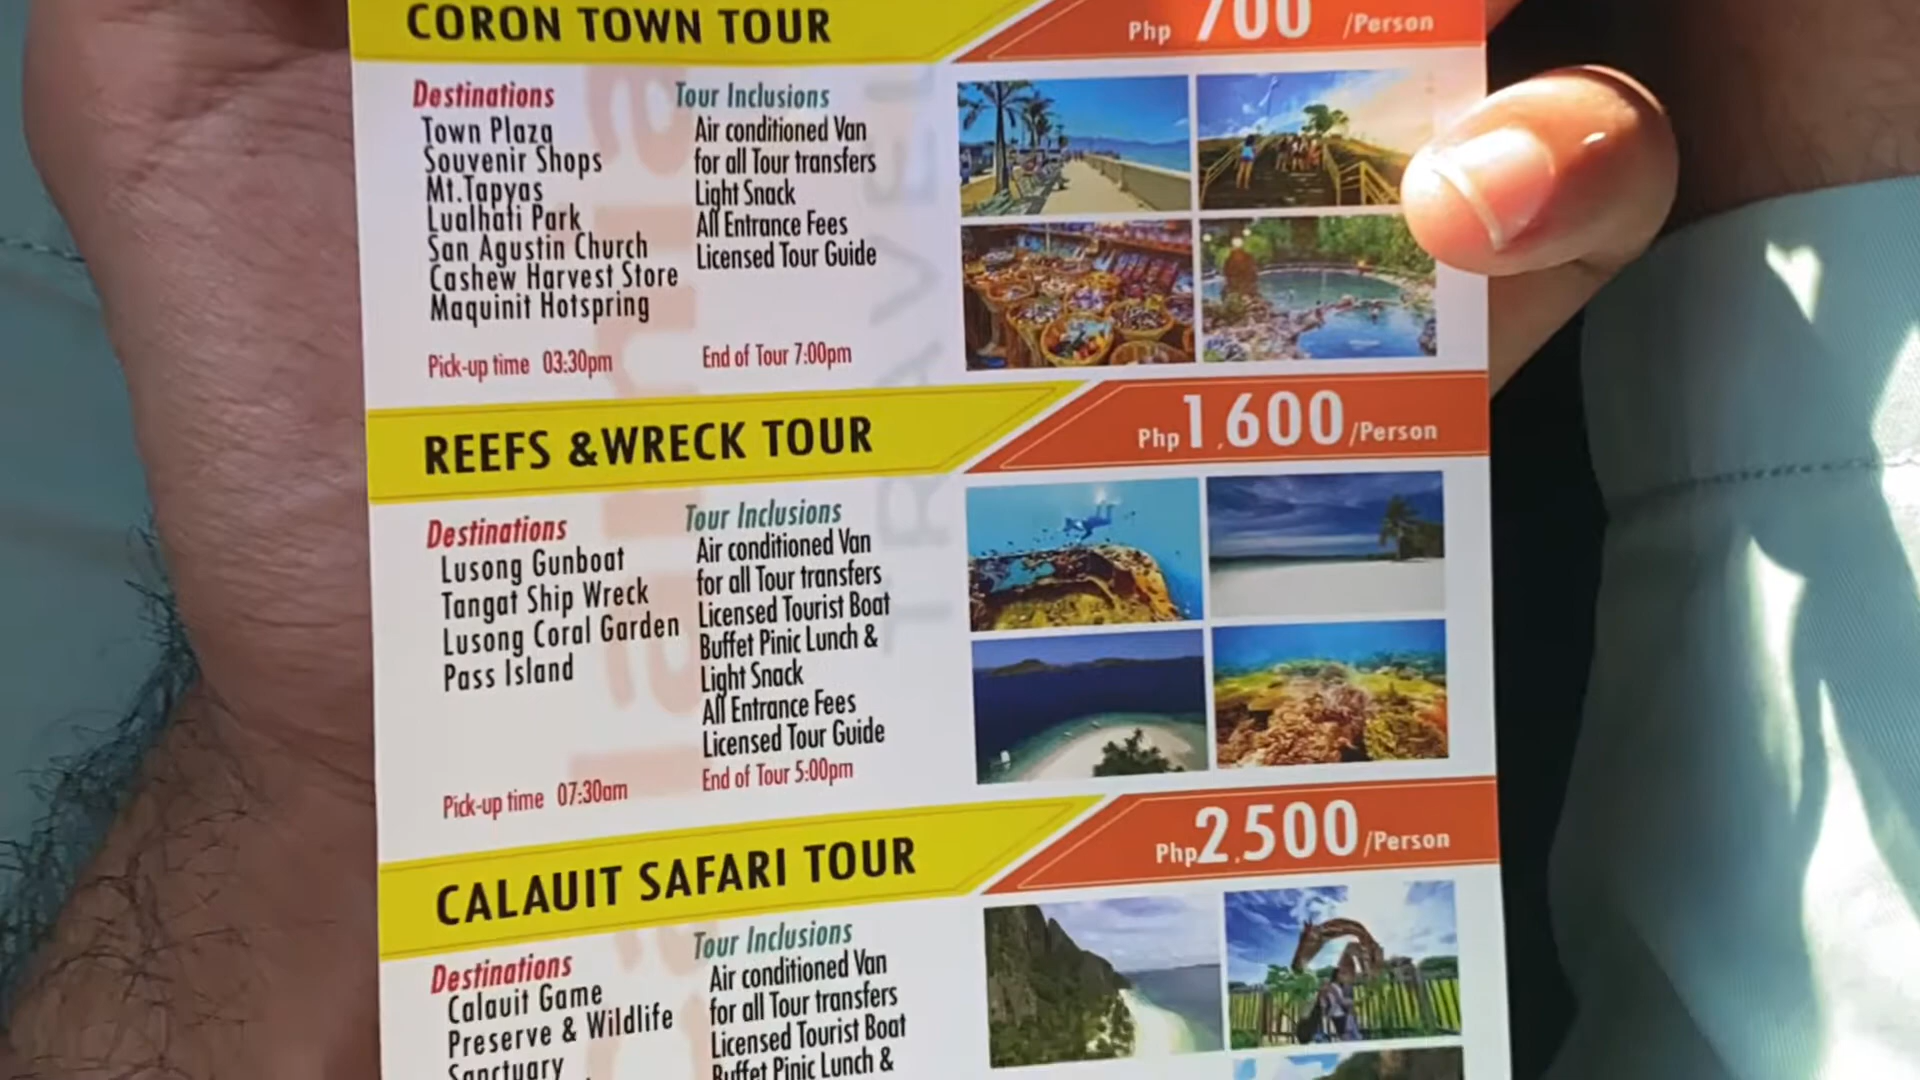 CORON TOWN TOUR
Php 700 /Person
Destinations
Town Plaza
Souvenir Shops
Mt.Tapyas
Lualhati Park
San Agustin Church
Cashew Harvest Store
Maquinit Hotspring
Pick-up time 03:30pm
Tour Inclusions
Air conditioned Van
for all Tour transfers
Light Snack
All Entrance Fees
Licensed Tour Guide
End of Tour 7:00pm
REEFS &WRECK TOUR
Php 1,600 /Person
Destinations
Lusong Gunboat
Tangat Ship Wreck
Lusong Coral Garden
Pass Island
Pick-up time 07:30am
Tour Inclusions
Air conditioned Van
for all Tour transfers
Licensed Tourist Boat
Buffet Pinic Lunch &
Light Snack
All Entrance Fees
Licensed Tour Guide
End of Tour 5:00pm
CALAUIT SAFARI TOUR
Php 2,500 /Person
Destinations
Calauit Game
Preserve & Wildlife
Sanctuary
Tour Inclusions
Air conditioned Van
for all Tour transfers
Licensed Tourist Boat
Buffet Pinic Lunch &